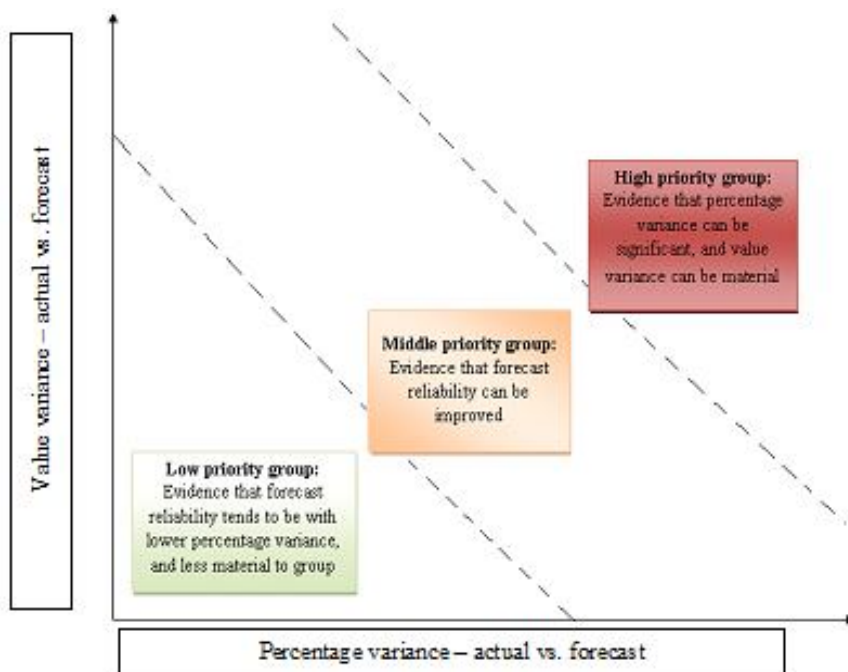 Value variance – actual vs. forecast
High priority group:
Evidence that percentage
variance can be
significant, and value
variance can be material
Middle priority group:
Evidence that forecast
reliability can be
improved
Low priority group:
Evidence that forecast
reliability tends to be with
lower percentage variance,
and less material to group
Percentage variance – actual vs. forecast